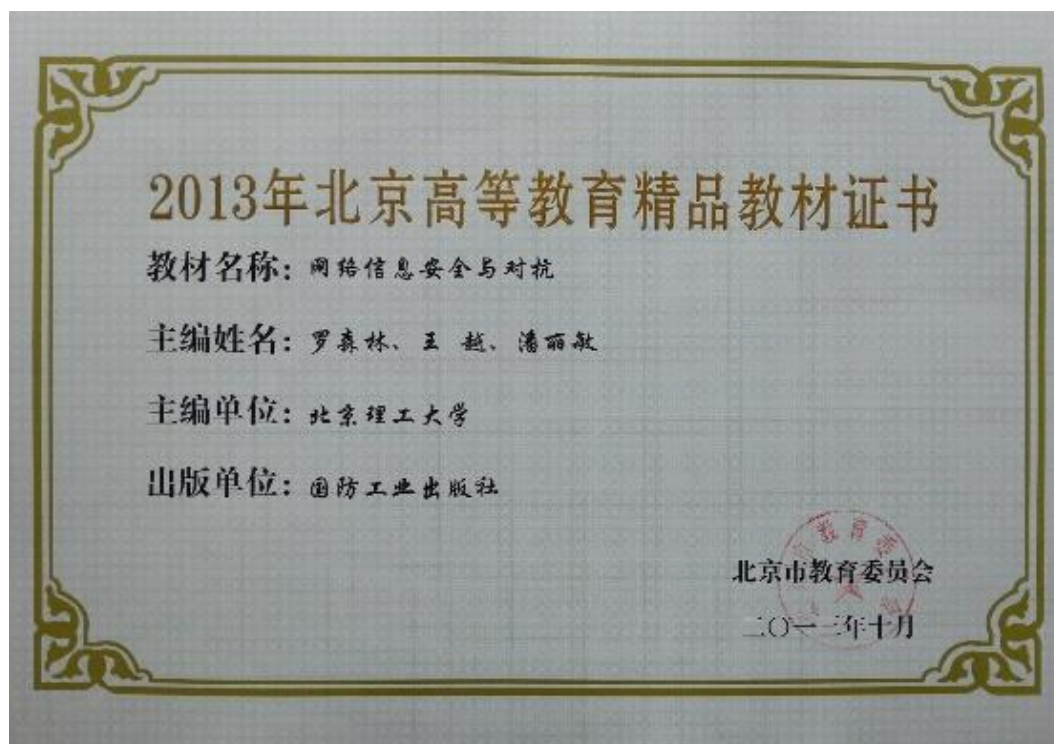 2013年北京高等教育精品教材证书
教材名称：网络信息安全与对抗
主编姓名：罗森林、王 越、潘丽敏
主编单位：北京理工大学
出版单位：国防工业出版社
北京市教育委员会
二〇一三年十月